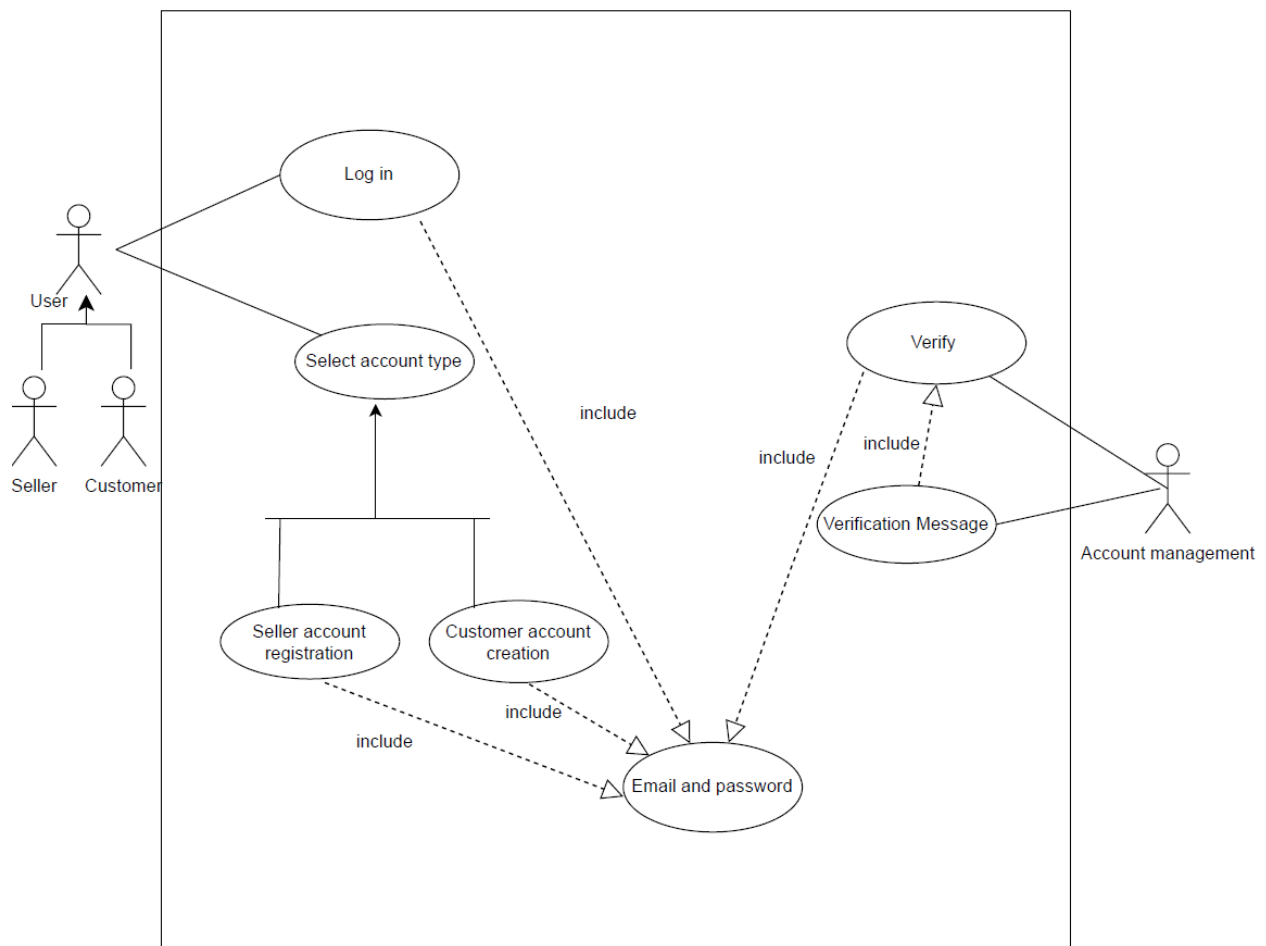 Log in
User
Select account type
Verify
include
include
include
Seller
Customer
Verification Message
Account management
Seller account
registration
Customer account
creation
include
include
Email and password